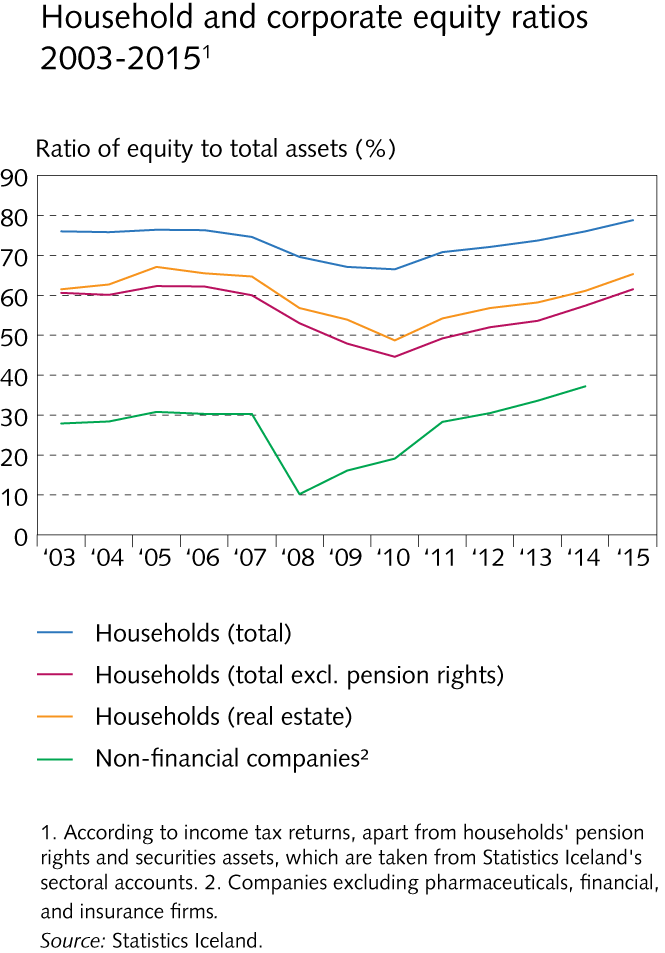 Household and corporate equity ratios
2003-2015¹
Ratio of equity to total assets (%)
90
80
70
60
50
40
30
20
10
0
‘03 ‘04 ‘05 ‘06 ‘07 ‘08 ‘09 ‘10 ‘11 ‘12 ‘13 ‘14 ‘15
Households (total)
Households (total excl. pension rights)
Households (real estate)
Non-financial companies²
1. According to income tax returns, apart from households' pension
rights and securities assets, which are taken from Statistics Iceland's
sectoral accounts. 2. Companies excluding pharmaceuticals, financial,
and insurance firms.
Source: Statistics Iceland.